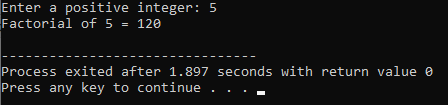 Enter a positive integer: 5
Factorial of 5 = 120
--------------------------------
Process exited after 1.897 seconds with return value 0
Press any key to continue . . .